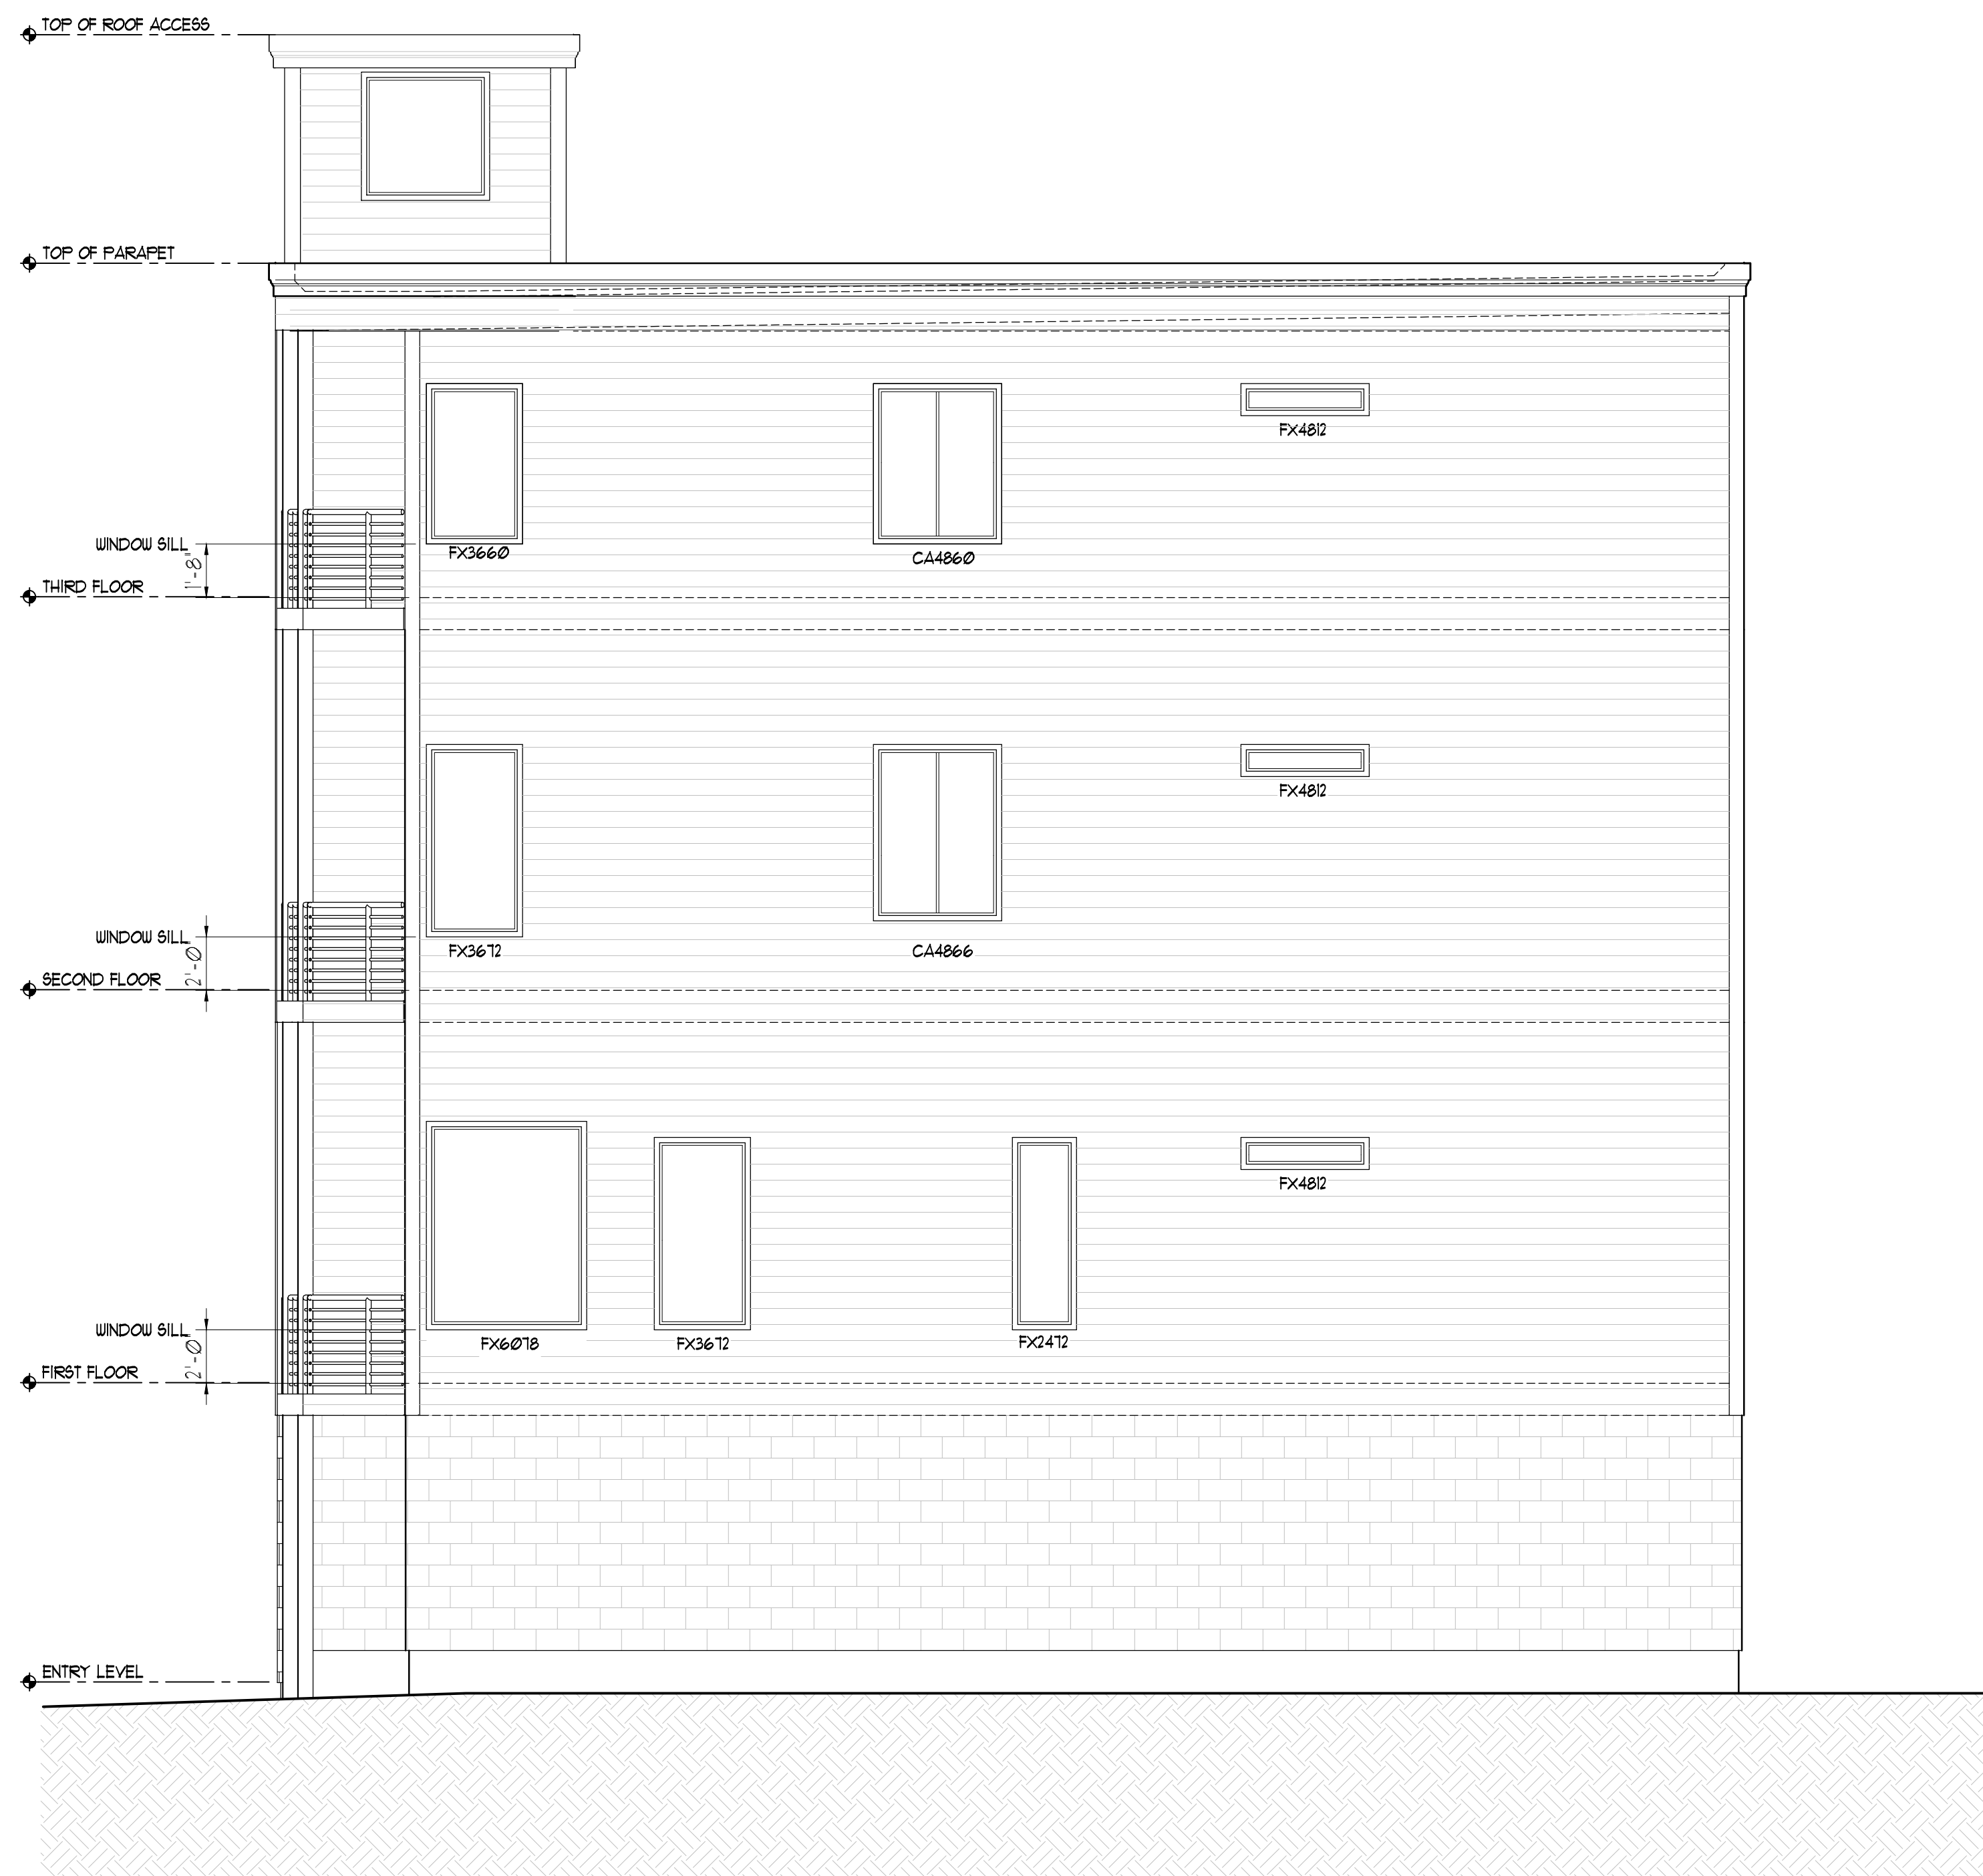 TOP OF ROOF ACCESS
TOP OF PARAPET
FX4812
WINDOW SILL
FX3660
CA4860
1'-8"
THIRD FLOOR
FX4812
WINDOW SILL
FX3672
CA4866
2'-0"
SECOND FLOOR
FX4812
WINDOW SILL
FX6078
FX3672
FX2472
2'-0"
FIRST FLOOR
ENTRY LEVEL